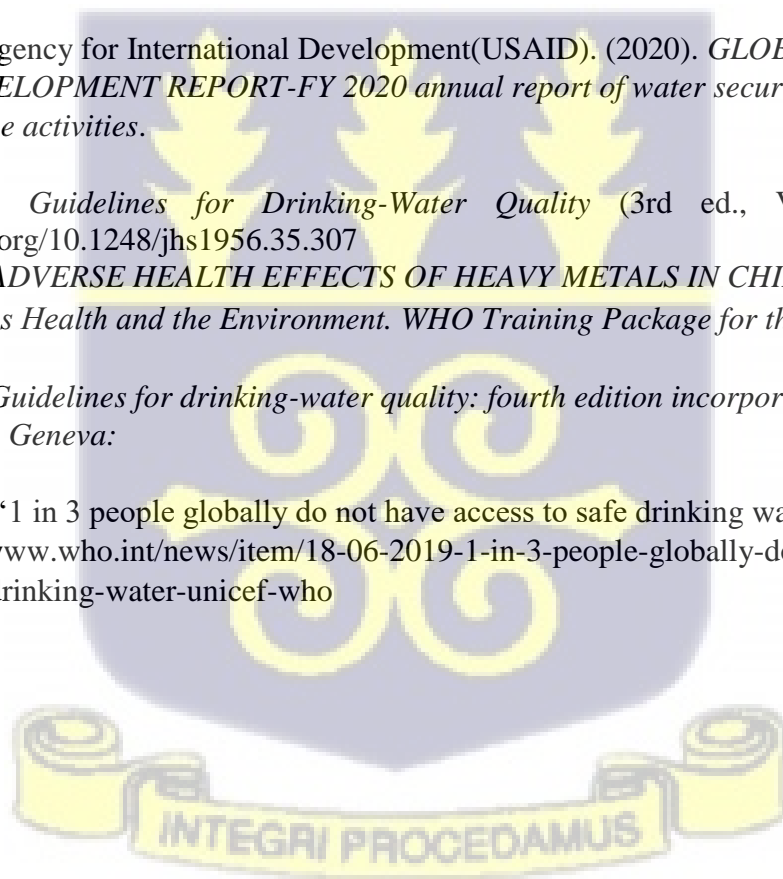 gency for International Development(USAID). (2020). GLOB
ELOPMENT REPORT-FY 2020 annual report of water secur
e activities.
Guidelines for Drinking-Water Quality (3rd ed., V
org/10.1248/jhs1956.35.307
ADVERSE HEALTH EFFECTS OF HEAVY METALS IN CHI
s Health and the Environment. WHO Training Package for th
Guidelines for drinking-water quality: fourth edition incorpor
Geneva:
‘1 in 3 people globally do not have access to safe drinking wa
www.who.int/news/item/18-06-2019-1-in-3-people-globally-d
rinking-water-unicef-who
INTEGRI PROCEDAMUS